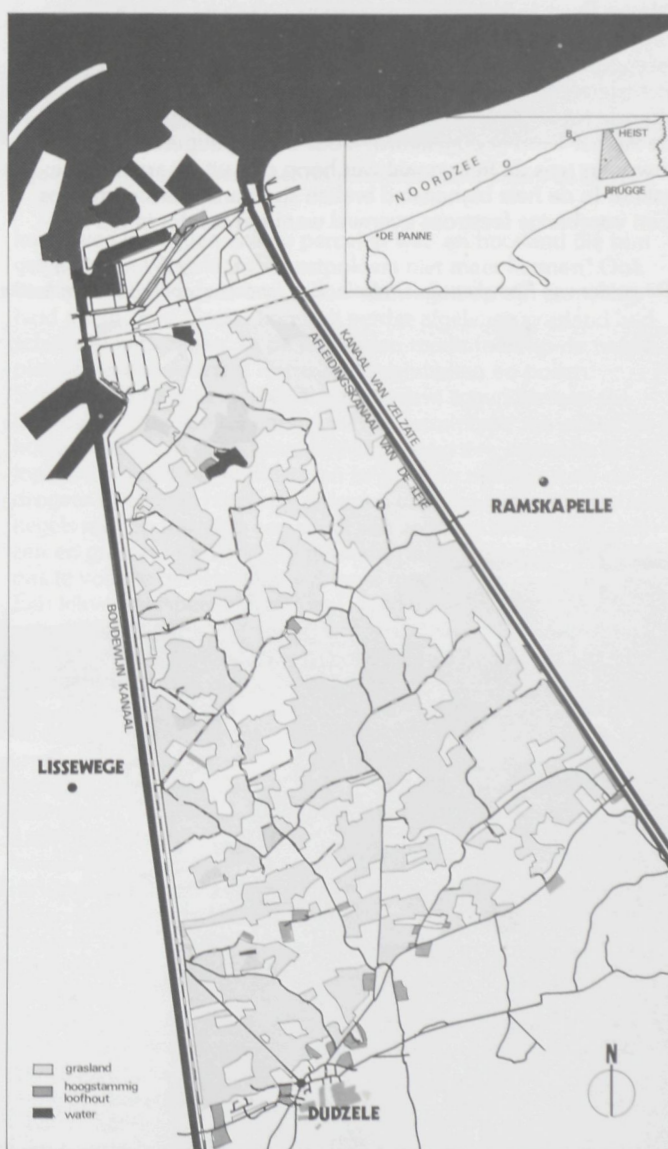 HEIST
B
NOORDZEE
O
BRUGGE
DE PANNE
KANAAL VAN ZELZATE
AFLEIDINGSKANAAL VAN DE LEIE
RAMSKAPELLE
BOUDEWIJN KANAAL
LISSEWEGE
N
grasland
hoogstammig
loofhout
water
DUDZELE